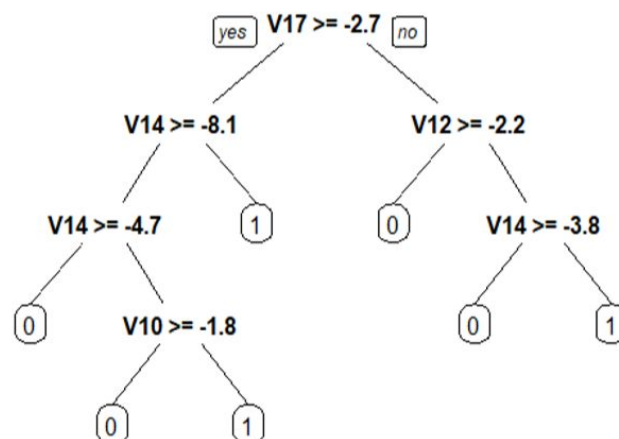 yes V17 >= -2.7 no
V14 >= -8.1 V12 >= -2.2
V14 >= -4.7 1 0 V14 >= -3.8
0 V10 >= -1.8 0 1
0 1